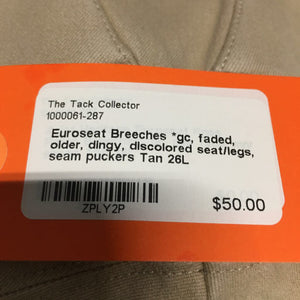 The Tack Collector
1000061-287
Euroseat Breeches *gc, faded,
older, dingy, discolored seat/legs,
seam puckers Tan 26L
ZPLY2P
$50.00